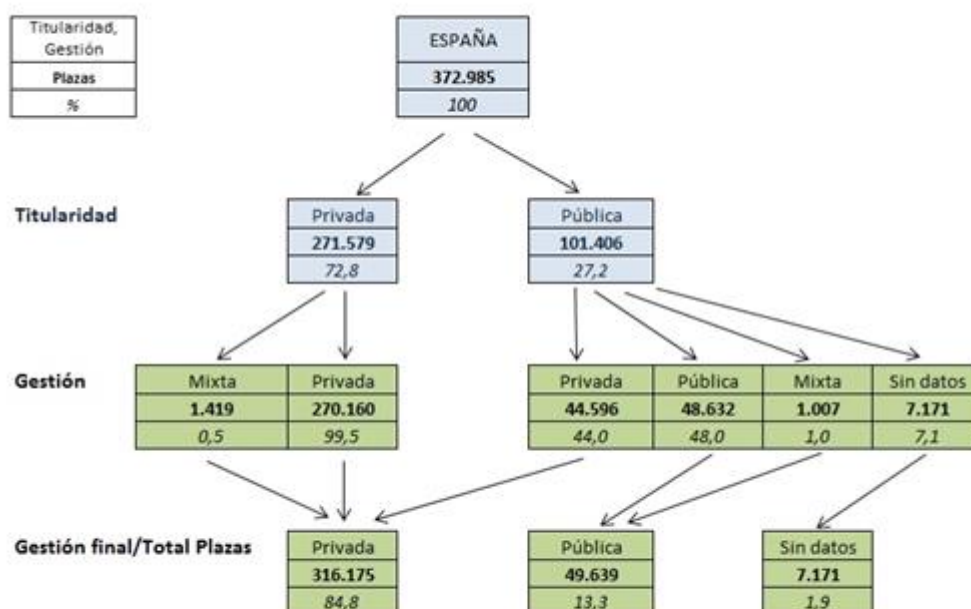 Titularidad,
Gestión
Plazas
%
ESPAÑA
372.985
100
Titularidad
Privada
271.579
72,8
Pública
101.406
27,2
Gestión
Mixta
1.419
0,5
Privada
270.160
99,5
Privada
44.596
44,0
Pública
48.632
48,0
Mixta
1.007
1,0
Sin datos
7.171
7,1
Gestión final/Total Plazas
Privada
316.175
84,8
Pública
49.639
13,3
Sin datos
7.171
1,9